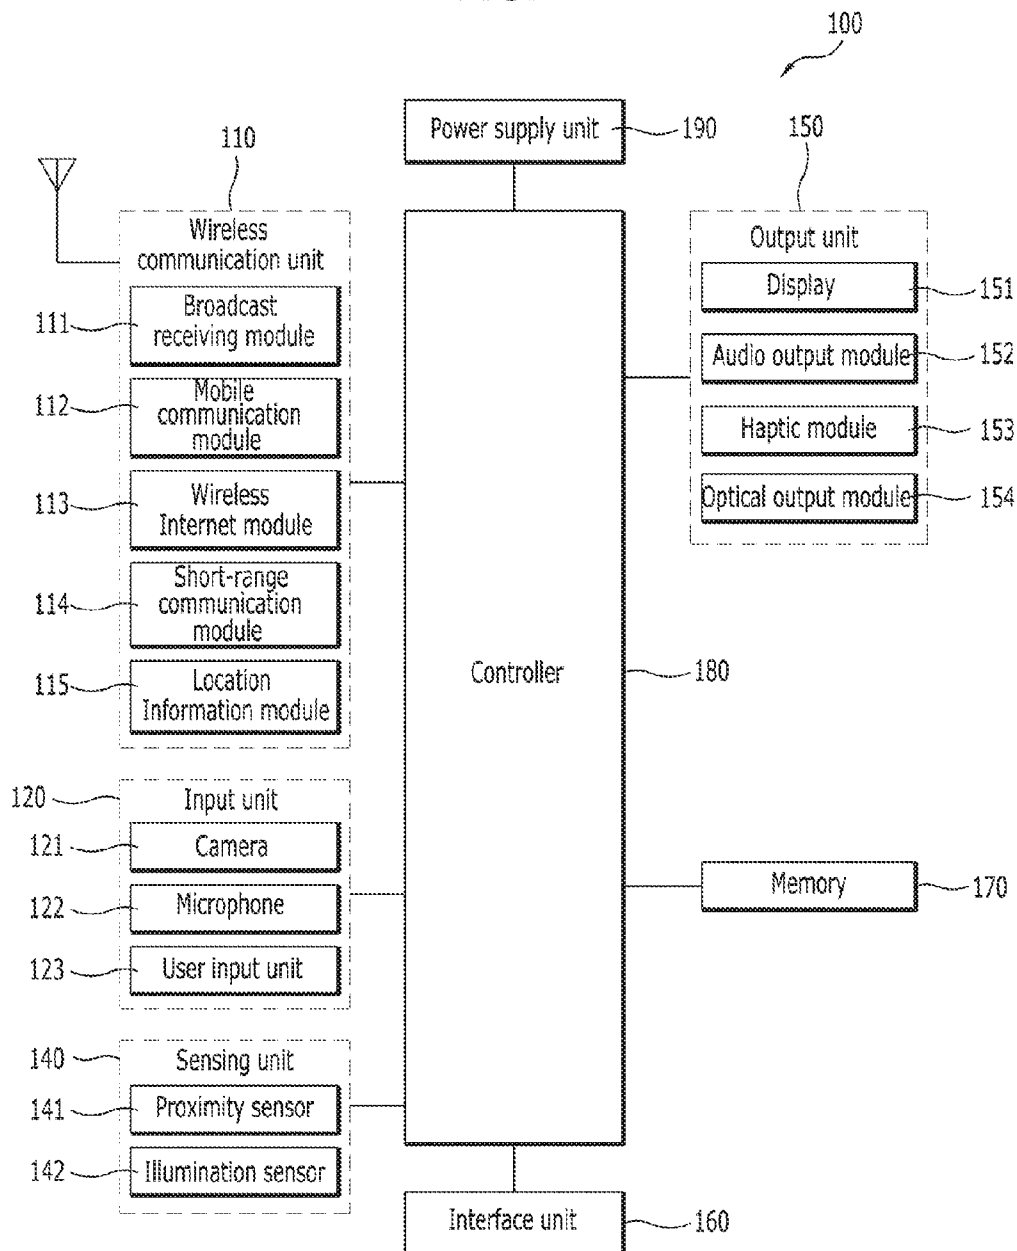 100
Power supply unit
190
110
150
Wireless
communication unit
Broadcast
receiving module
111
Mobile
communication
module
112
Wireless
Internet module
113
Short-range
communication
module
114
Location
Information module
115
Output unit
Display
151
Audio output module
152
Haptic module
153
Optical output module
154
Controller
180
120
Input unit
121
Camera
122
Microphone
123
User input unit
Memory
170
140
Sensing unit
141
Proximity sensor
142
Illumination sensor
Interface unit
160